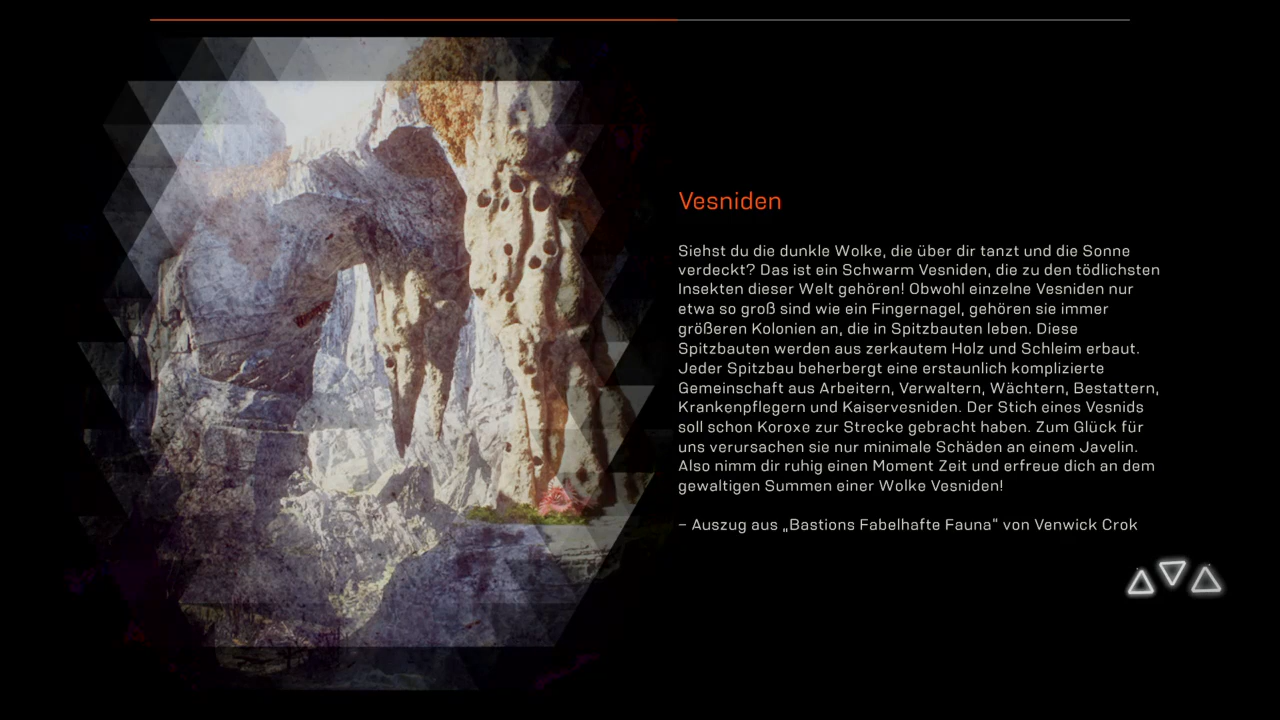 Vesniden
Siehst du die dunkle Wolke, die über dir tanzt und die Sonne
verdeckt? Das ist ein Schwarm Vesniden, die zu den tödlichsten
Insekten dieser Welt gehören! Obwohl einzelne Vesniden nur
etwa so groß sind wie ein Fingernagel, gehören sie immer
größeren Kolonien an, die in Spitzbauten leben. Diese
Spitzbauten werden aus zerkautem Holz und Schleim erbaut.
Jeder Spitzbau beherbergt eine erstaunlich komplizierte
Gemeinschaft aus Arbeitern, Verwaltern, Wächtern, Bestattern,
Krankenpflegern und Kaiservesniden. Der Stich eines Vesnids
soll schon Koroxe zur Strecke gebracht haben. Zum Glück für
uns verursachen sie nur minimale Schäden an einem Javelin.
Also nimm dir ruhig einen Moment Zeit und erfreue dich an dem
gewaltigen Summen einer Wolke Vesniden!
– Auszug aus „Bastions Fabelhafte Fauna“ von Venwick Crok